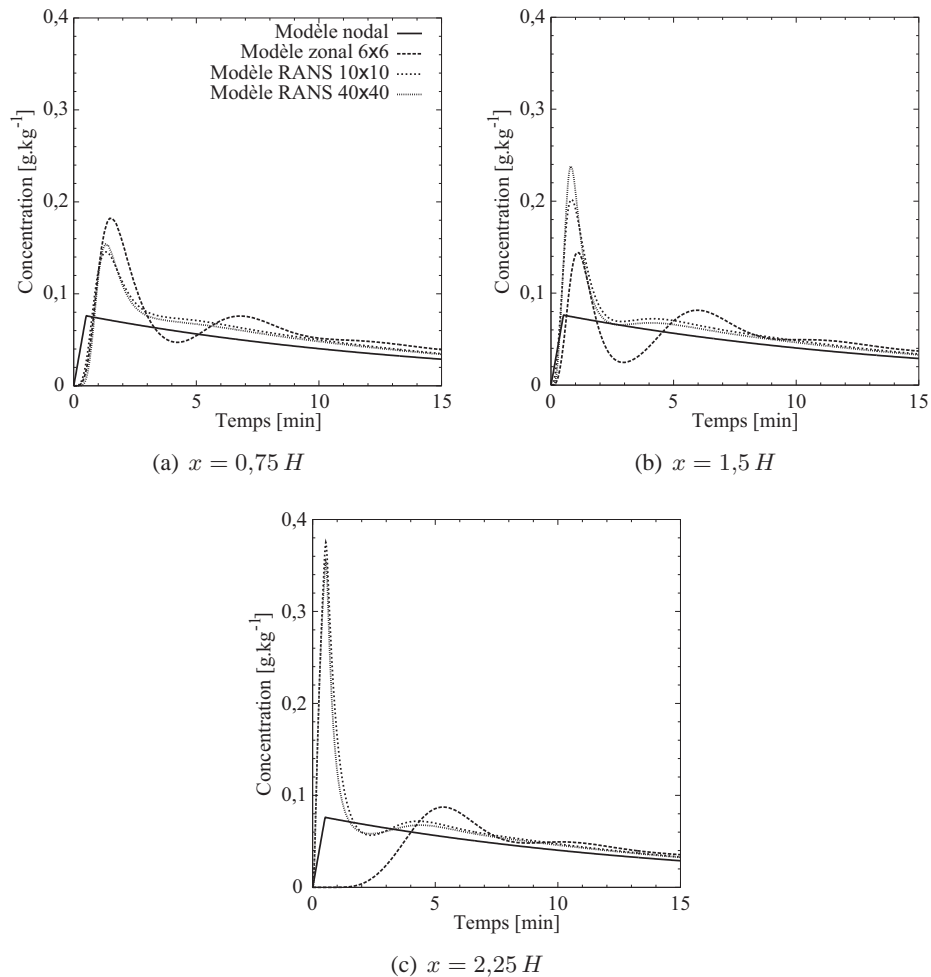 0,4
0,3
0,2
0,1
0
Concentration [g.kg-1]
Modèle nodal
Modèle zonal 6x6
Modèle RANS 10x10
Modèle RANS 40x40
0 5 10 15
Temps [min]
(a) x = 0,75 H
0,4
0,3
0,2
0,1
0
Concentration [g.kg-1]
0 5 10 15
Temps [min]
(b) x = 1,5 H
0,4
0,3
0,2
0,1
0
Concentration [g.kg-1]
0 5 10 15
Temps [min]
(c) x = 2,25 H